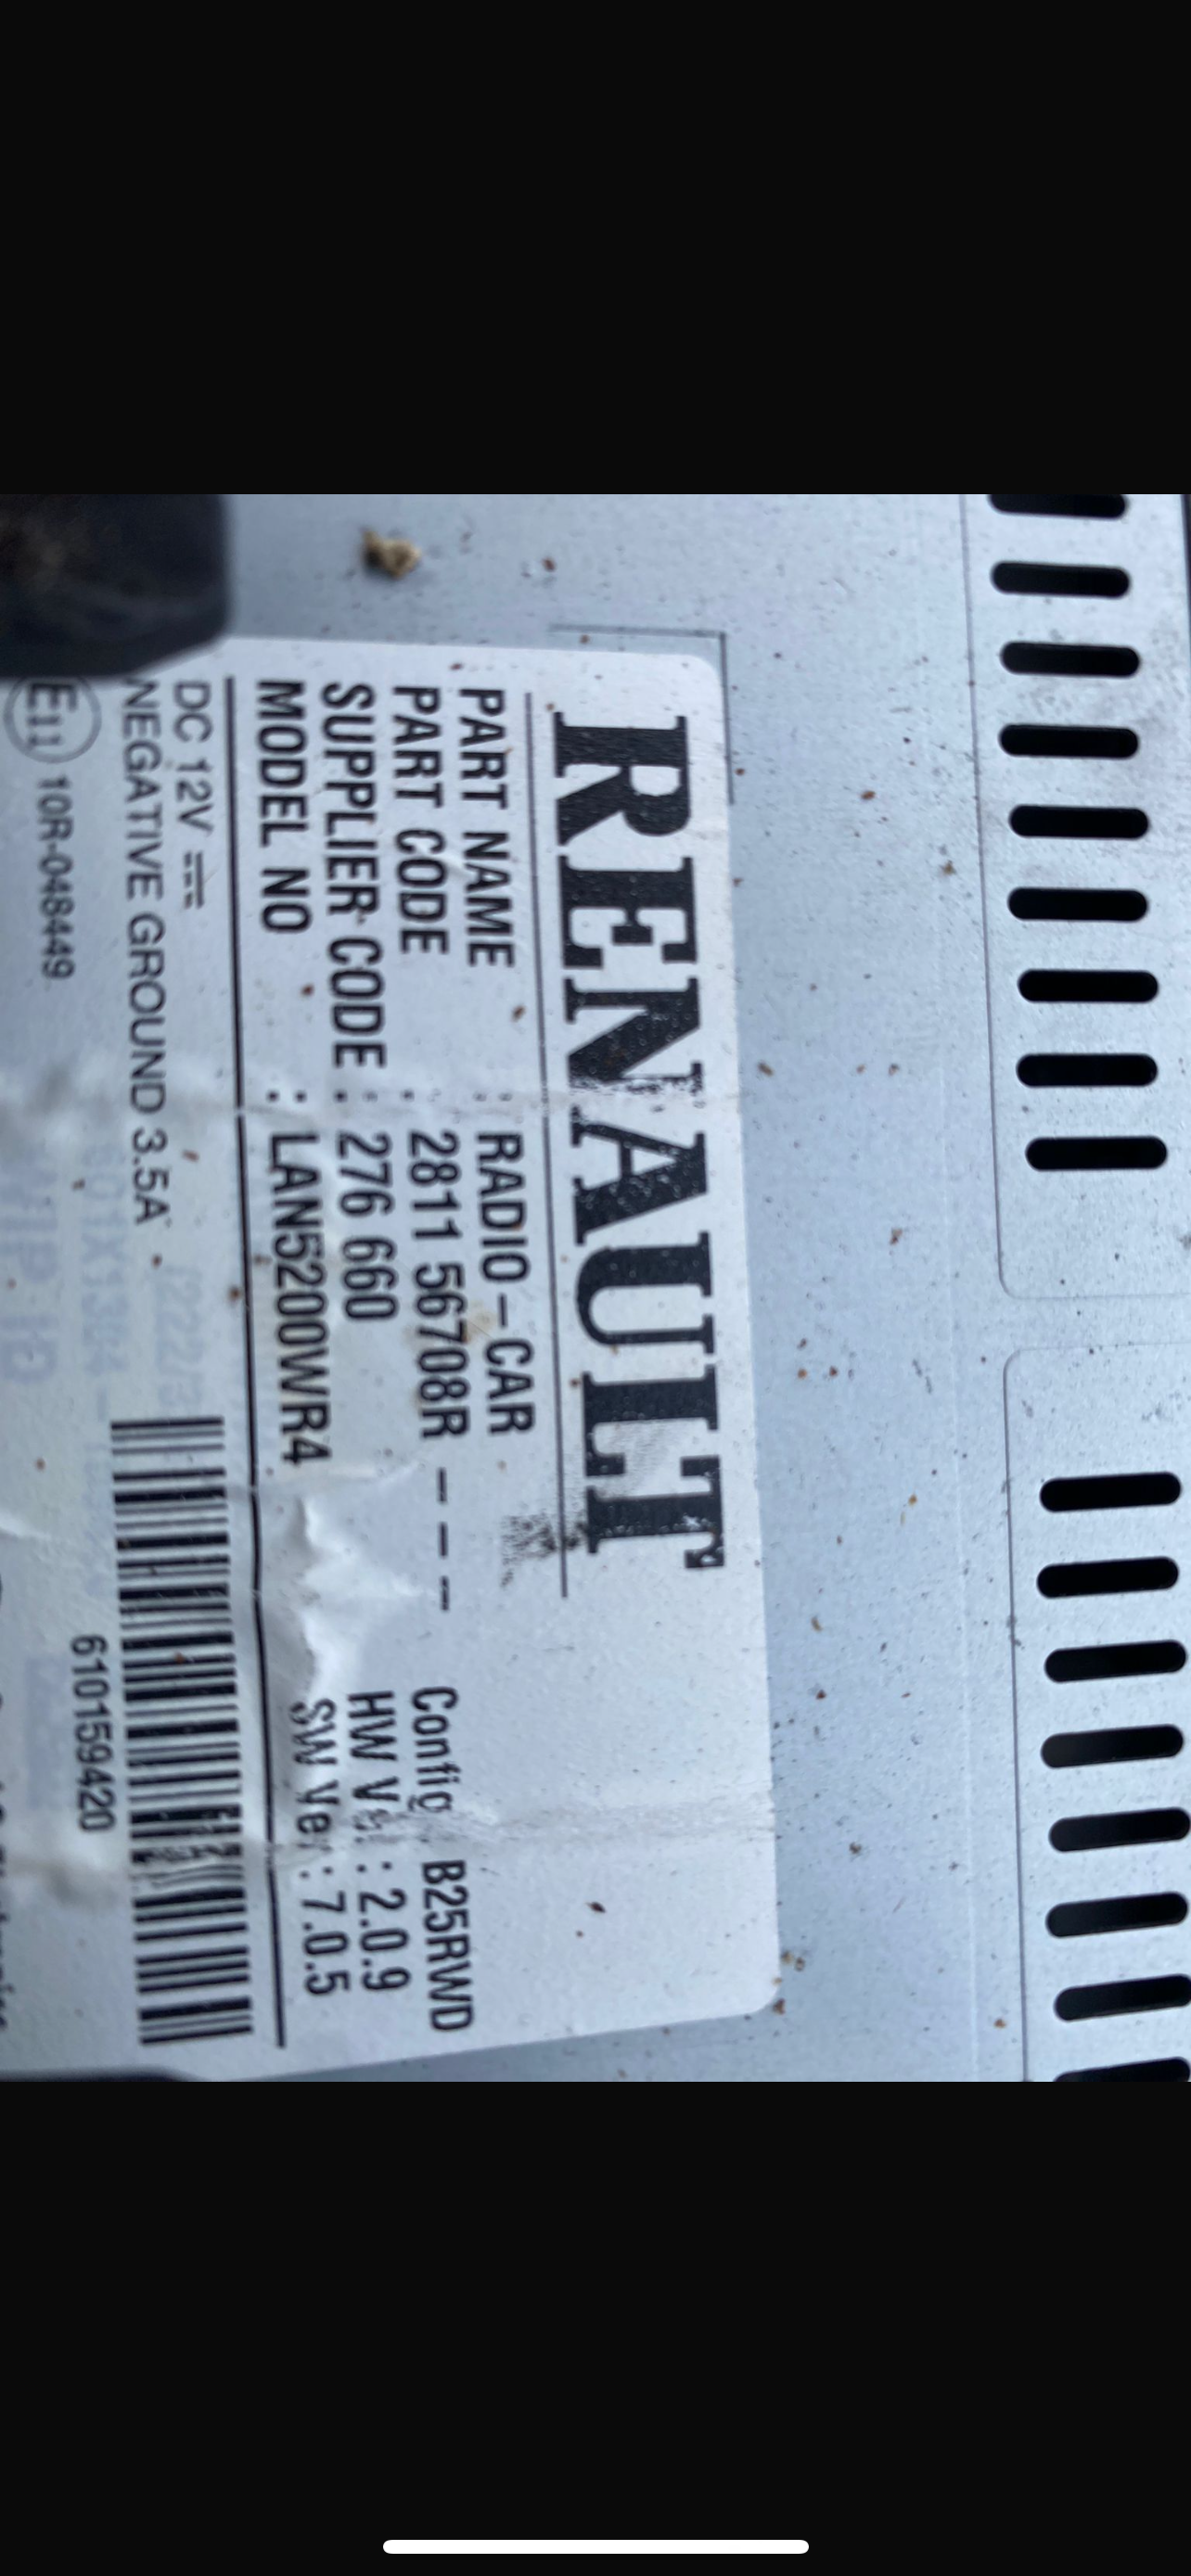 RENAULT
PART NAME : RADIO-CAR
PART CODE : 2811 56708R --- Config B25RWD
SUPPLIER CODE : 276 660 HW Ver : 2.0.9
MODEL NO : LAN5200WR4 SW Ver : 7.0.5
DC 12V
NEGATIVE GROUND 3.5A
E11 10R-048449
610159420